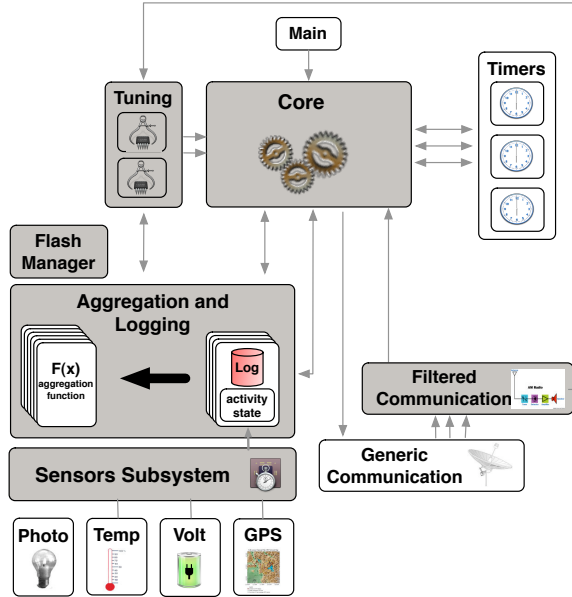 Main
Tuning
Core
Timers
Flash
Manager
Aggregation and
Logging
F(x)
aggregation
function
Log
activity
state
Filtered
Communication
Generic
Communication
Sensors Subsystem
Photo
Temp
Volt
GPS